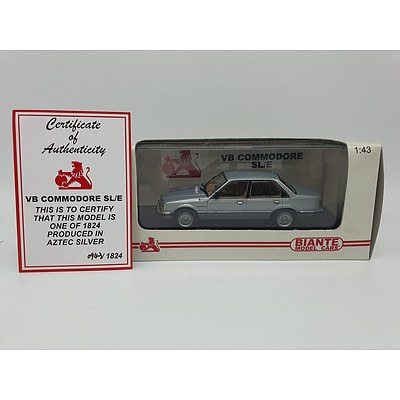 Certificate
of
Authenticity
VB COMMODORE SL/E
THIS IS TO CERTIFY
THAT THIS MODEL IS
ONE OF 1824
PRODUCED IN
AZTEC SILVER
/ 1824
VB COMMODORE
SL/E
1:43
BIANTE
MODEL CARS